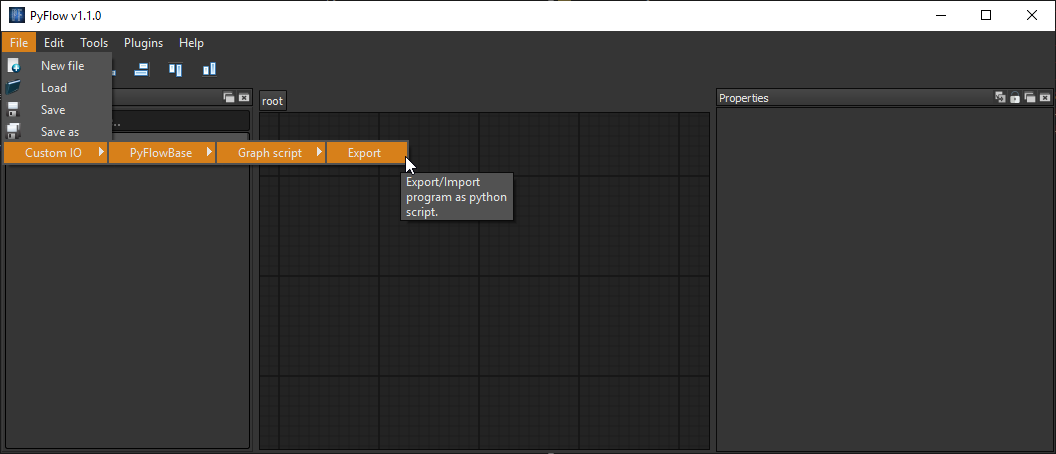 PyFlow v1.1.0
File Edit Tools Plugins Help
New file
Load
Save
Save as
Custom IO PyFlowBase Graph script Export
root
Properties
Export/Import
program as python
script.